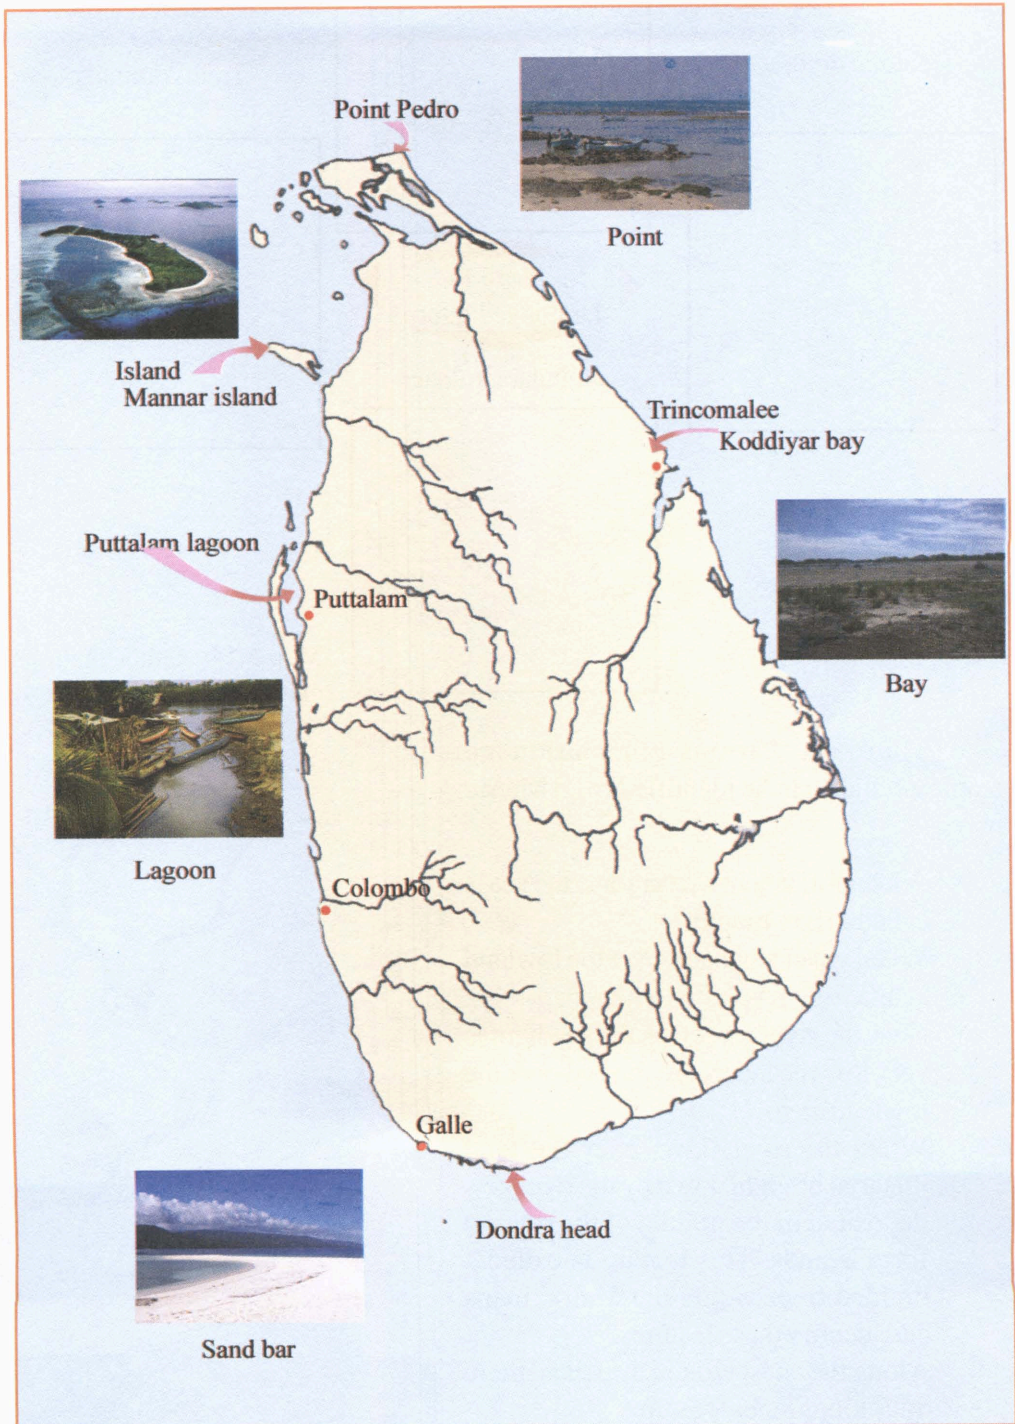 Point Pedro
Point
Island
Mannar island
Trincomalee
Koddiyar bay
Puttalam lagoon
Puttalam
Bay
Lagoon
Colombo
Galle
Dondra head
Sand bar